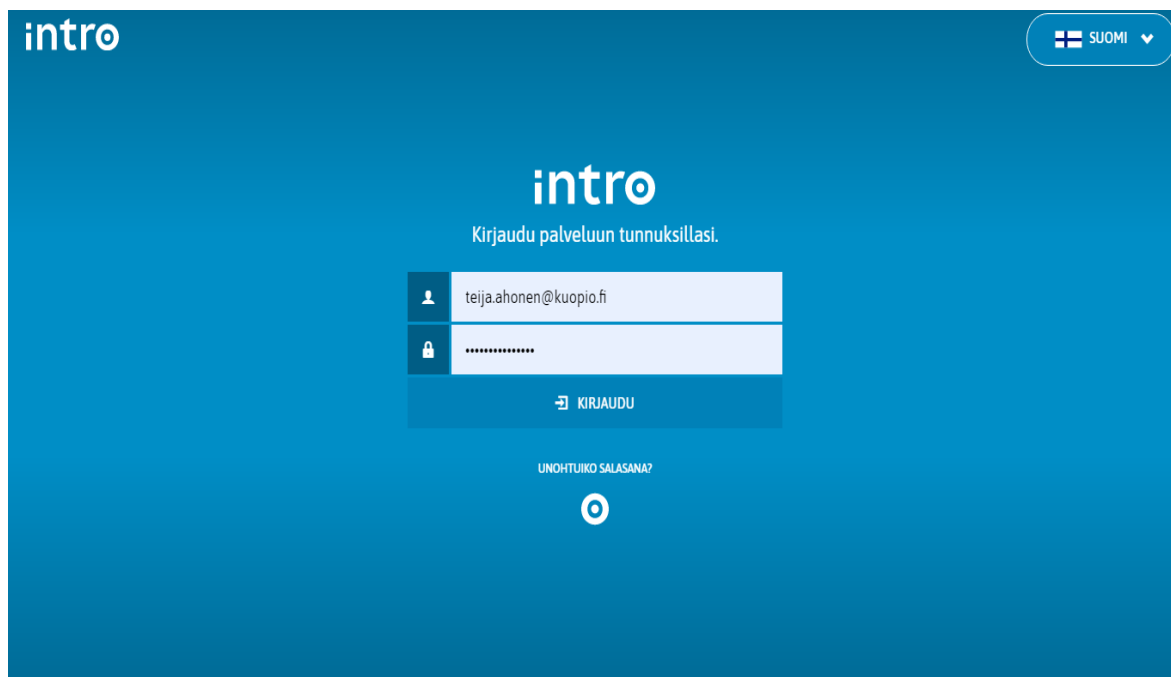 intro
SUOMI
intro
Kirjaudu palveluun tunnuksillasi.
teija.ahonen@kuopio.fi
•••••••••••••••
KIRJAUDU
UNOHTUIKO SALASANA?